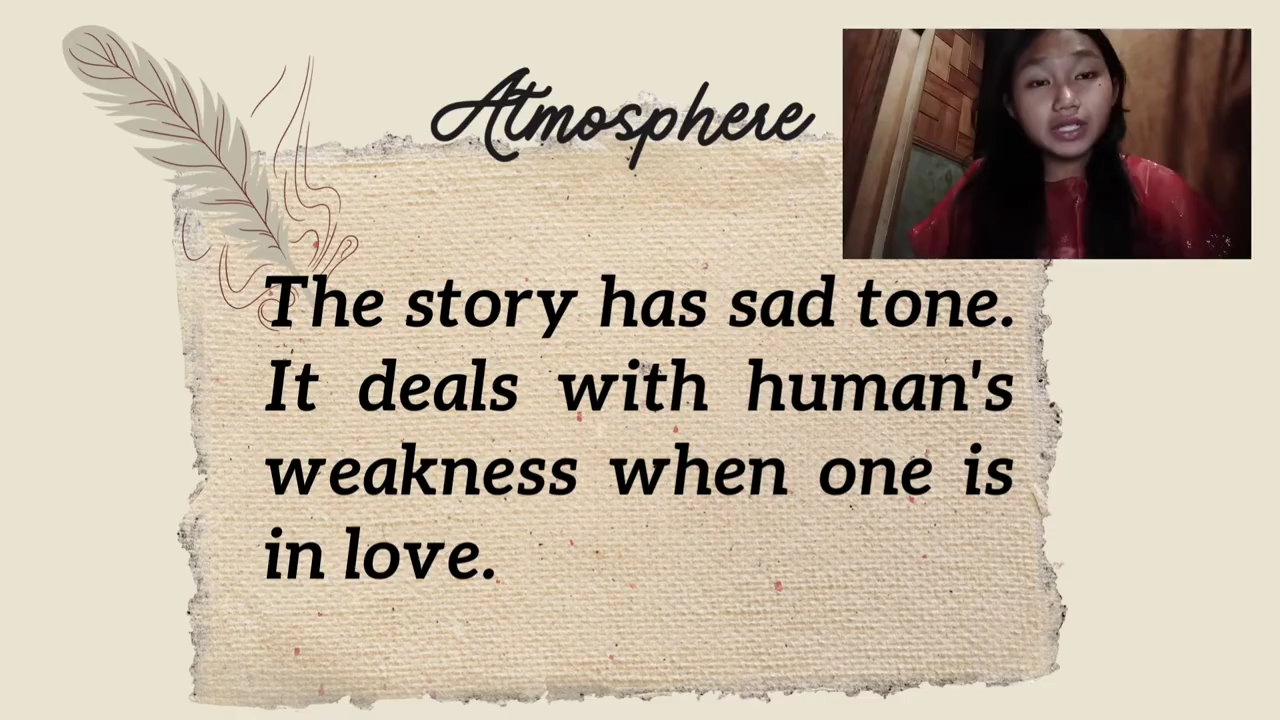 Atmosphere
The story has sad tone.
It deals with human's
weakness when one is
in love.